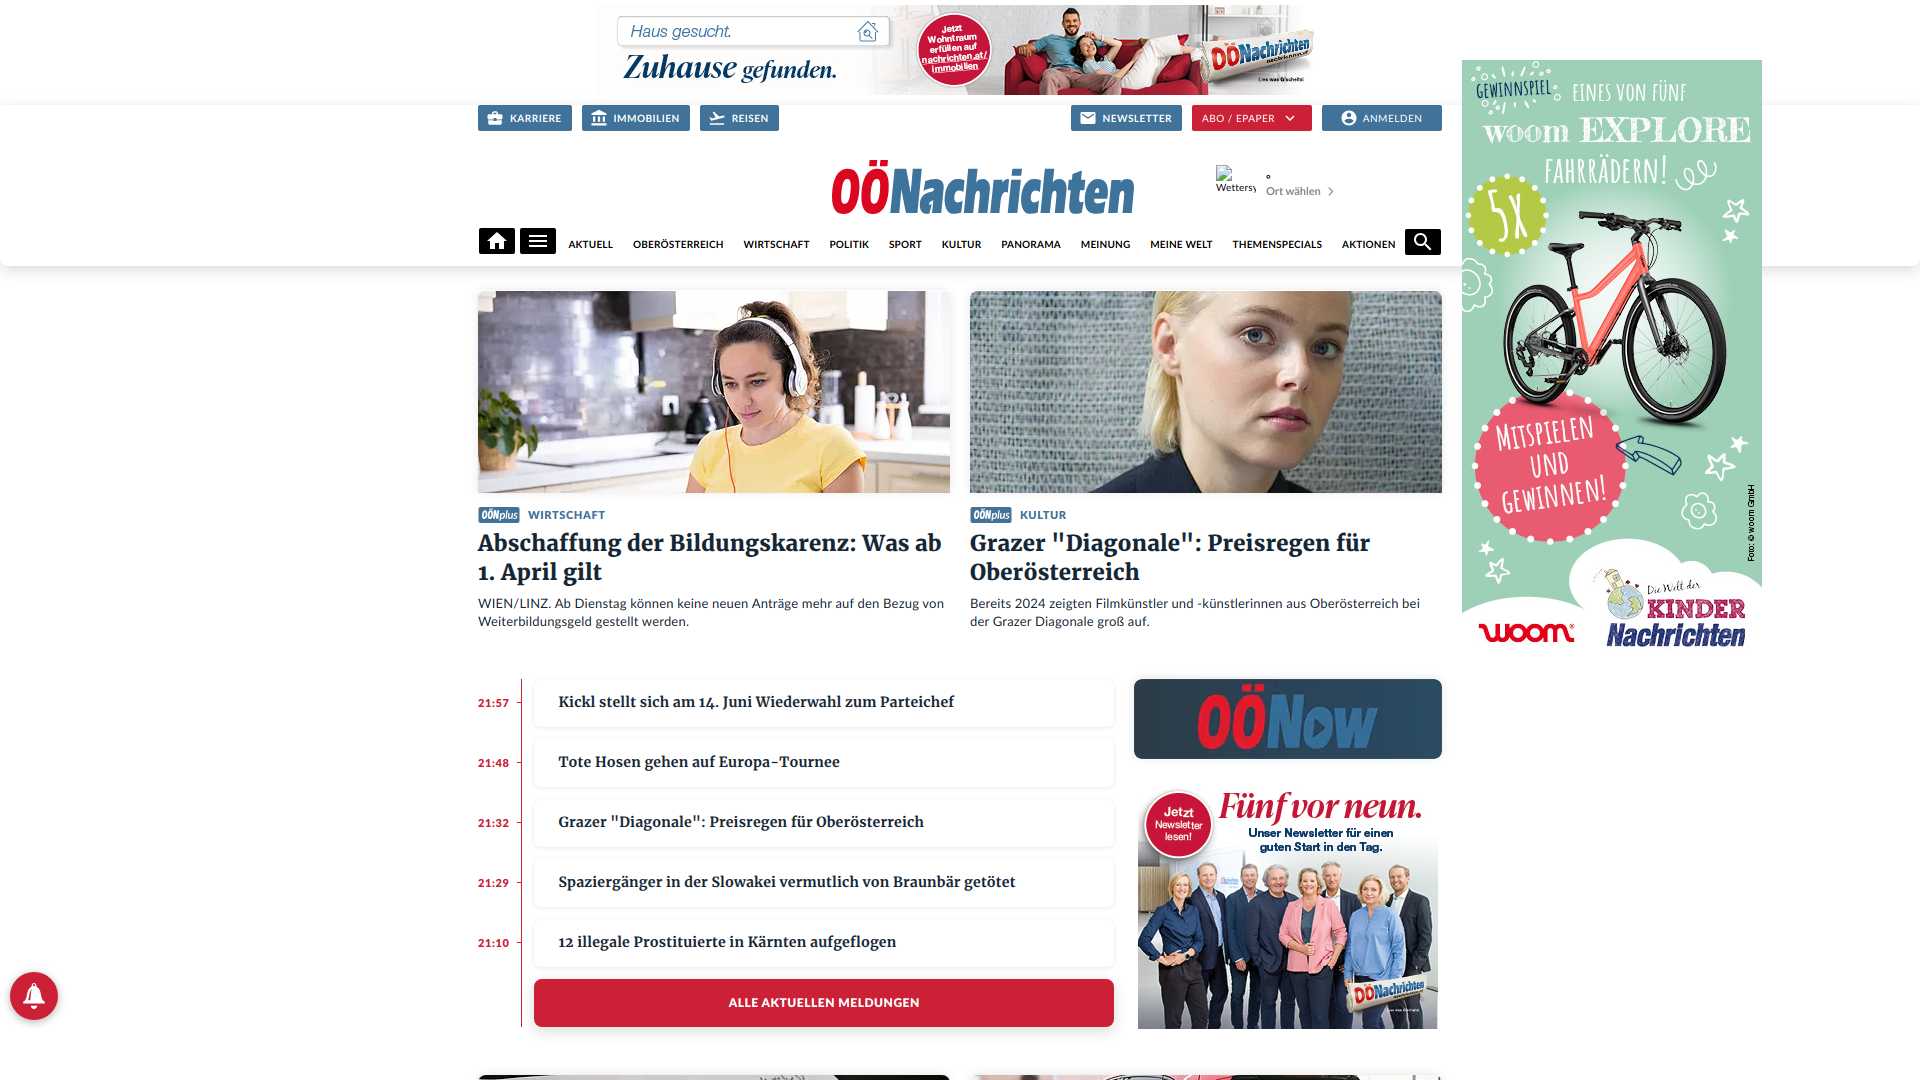 Haus gesucht.
Zuhause gefunden.
Jetzt
Wohntraum
erfüllen auf
nachrichten.at/
immobilien
OÖNachrichten
Lies was Gscheits!
KARRIERE
IMMOBILIEN
REISEN
NEWSLETTER
ABO / EPAPER
ANMELDEN
OÖNachrichten
Wettersy
°
Ort wählen
AKTUELL
OBERÖSTERREICH
WIRTSCHAFT
POLITIK
SPORT
KULTUR
PANORAMA
MEINUNG
MEINE WELT
THEMENSPECIALS
AKTIONEN
GEWINNSPIEL
EINES VON FÜNF
woom EXPLORE
FAHRRÄDERN!
5X
MITSPIELEN
UND
GEWINNEN!
Foto: © woom GmbH
woom
Die Welt der
KINDER
Nachrichten
OÖNplus WIRTSCHAFT
Abschaffung der Bildungskarenz: Was ab
1. April gilt
WIEN/LINZ. Ab Dienstag können keine neuen Anträge mehr auf den Bezug von
Weiterbildungsgeld gestellt werden.
OÖNplus KULTUR
Grazer "Diagonale": Preisregen für
Oberösterreich
Bereits 2024 zeigten Filmkünstler und -künstlerinnen aus Oberösterreich bei
der Grazer Diagonale groß auf.
21:57 Kickl stellt sich am 14. Juni Wiederwahl zum Parteichef
21:48 Tote Hosen gehen auf Europa-Tournee
21:32 Grazer "Diagonale": Preisregen für Oberösterreich
21:29 Spaziergänger in der Slowakei vermutlich von Braunbär getötet
21:10 12 illegale Prostituierte in Kärnten aufgeflogen
ALLE AKTUELLEN MELDUNGEN
OÖNow
Jetzt
Newsletter
lesen!
Fünf vor neun.
Unser Newsletter für einen
guten Start in den Tag.
OÖNachrichten